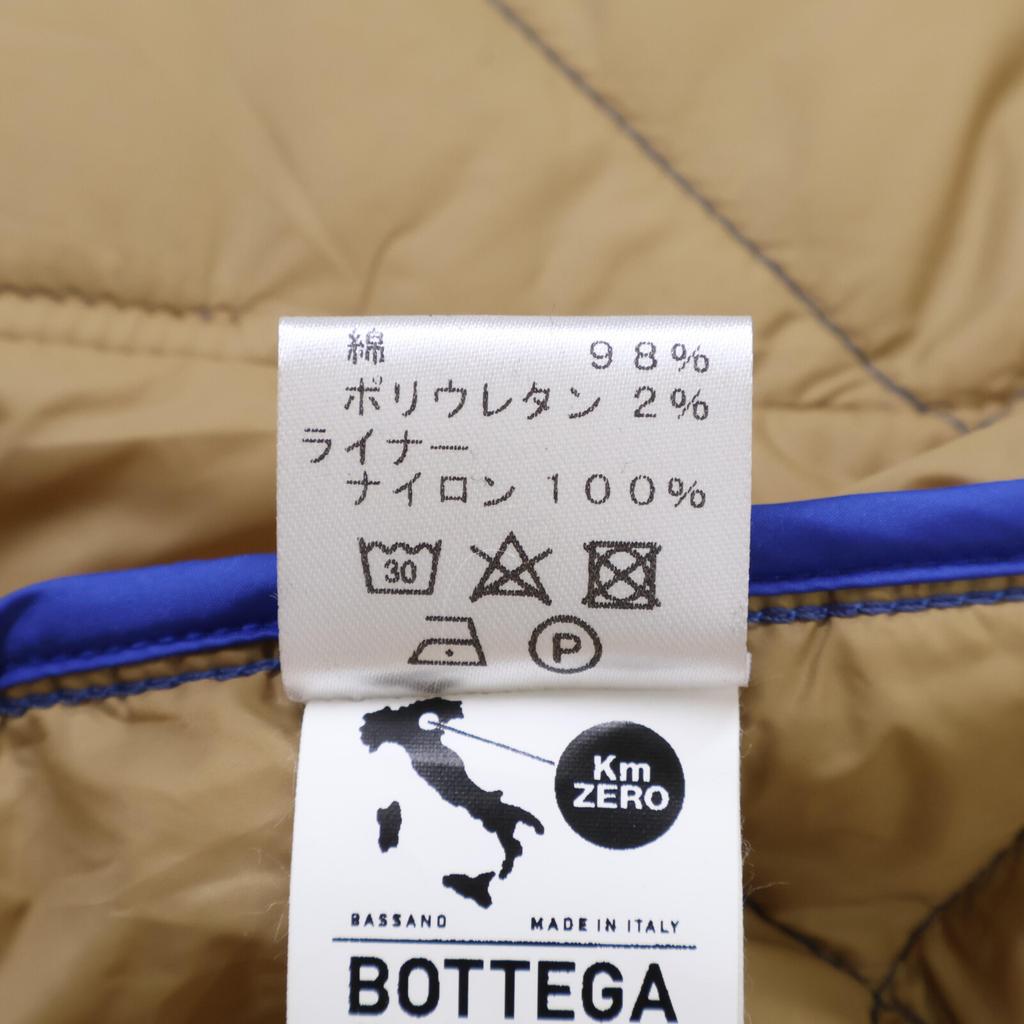 綿 98%
ポリウレタン 2%
ライナー
ナイロン 100%
30
P
Km
ZERO
BASSANO MADE IN ITALY
BOTTEGA